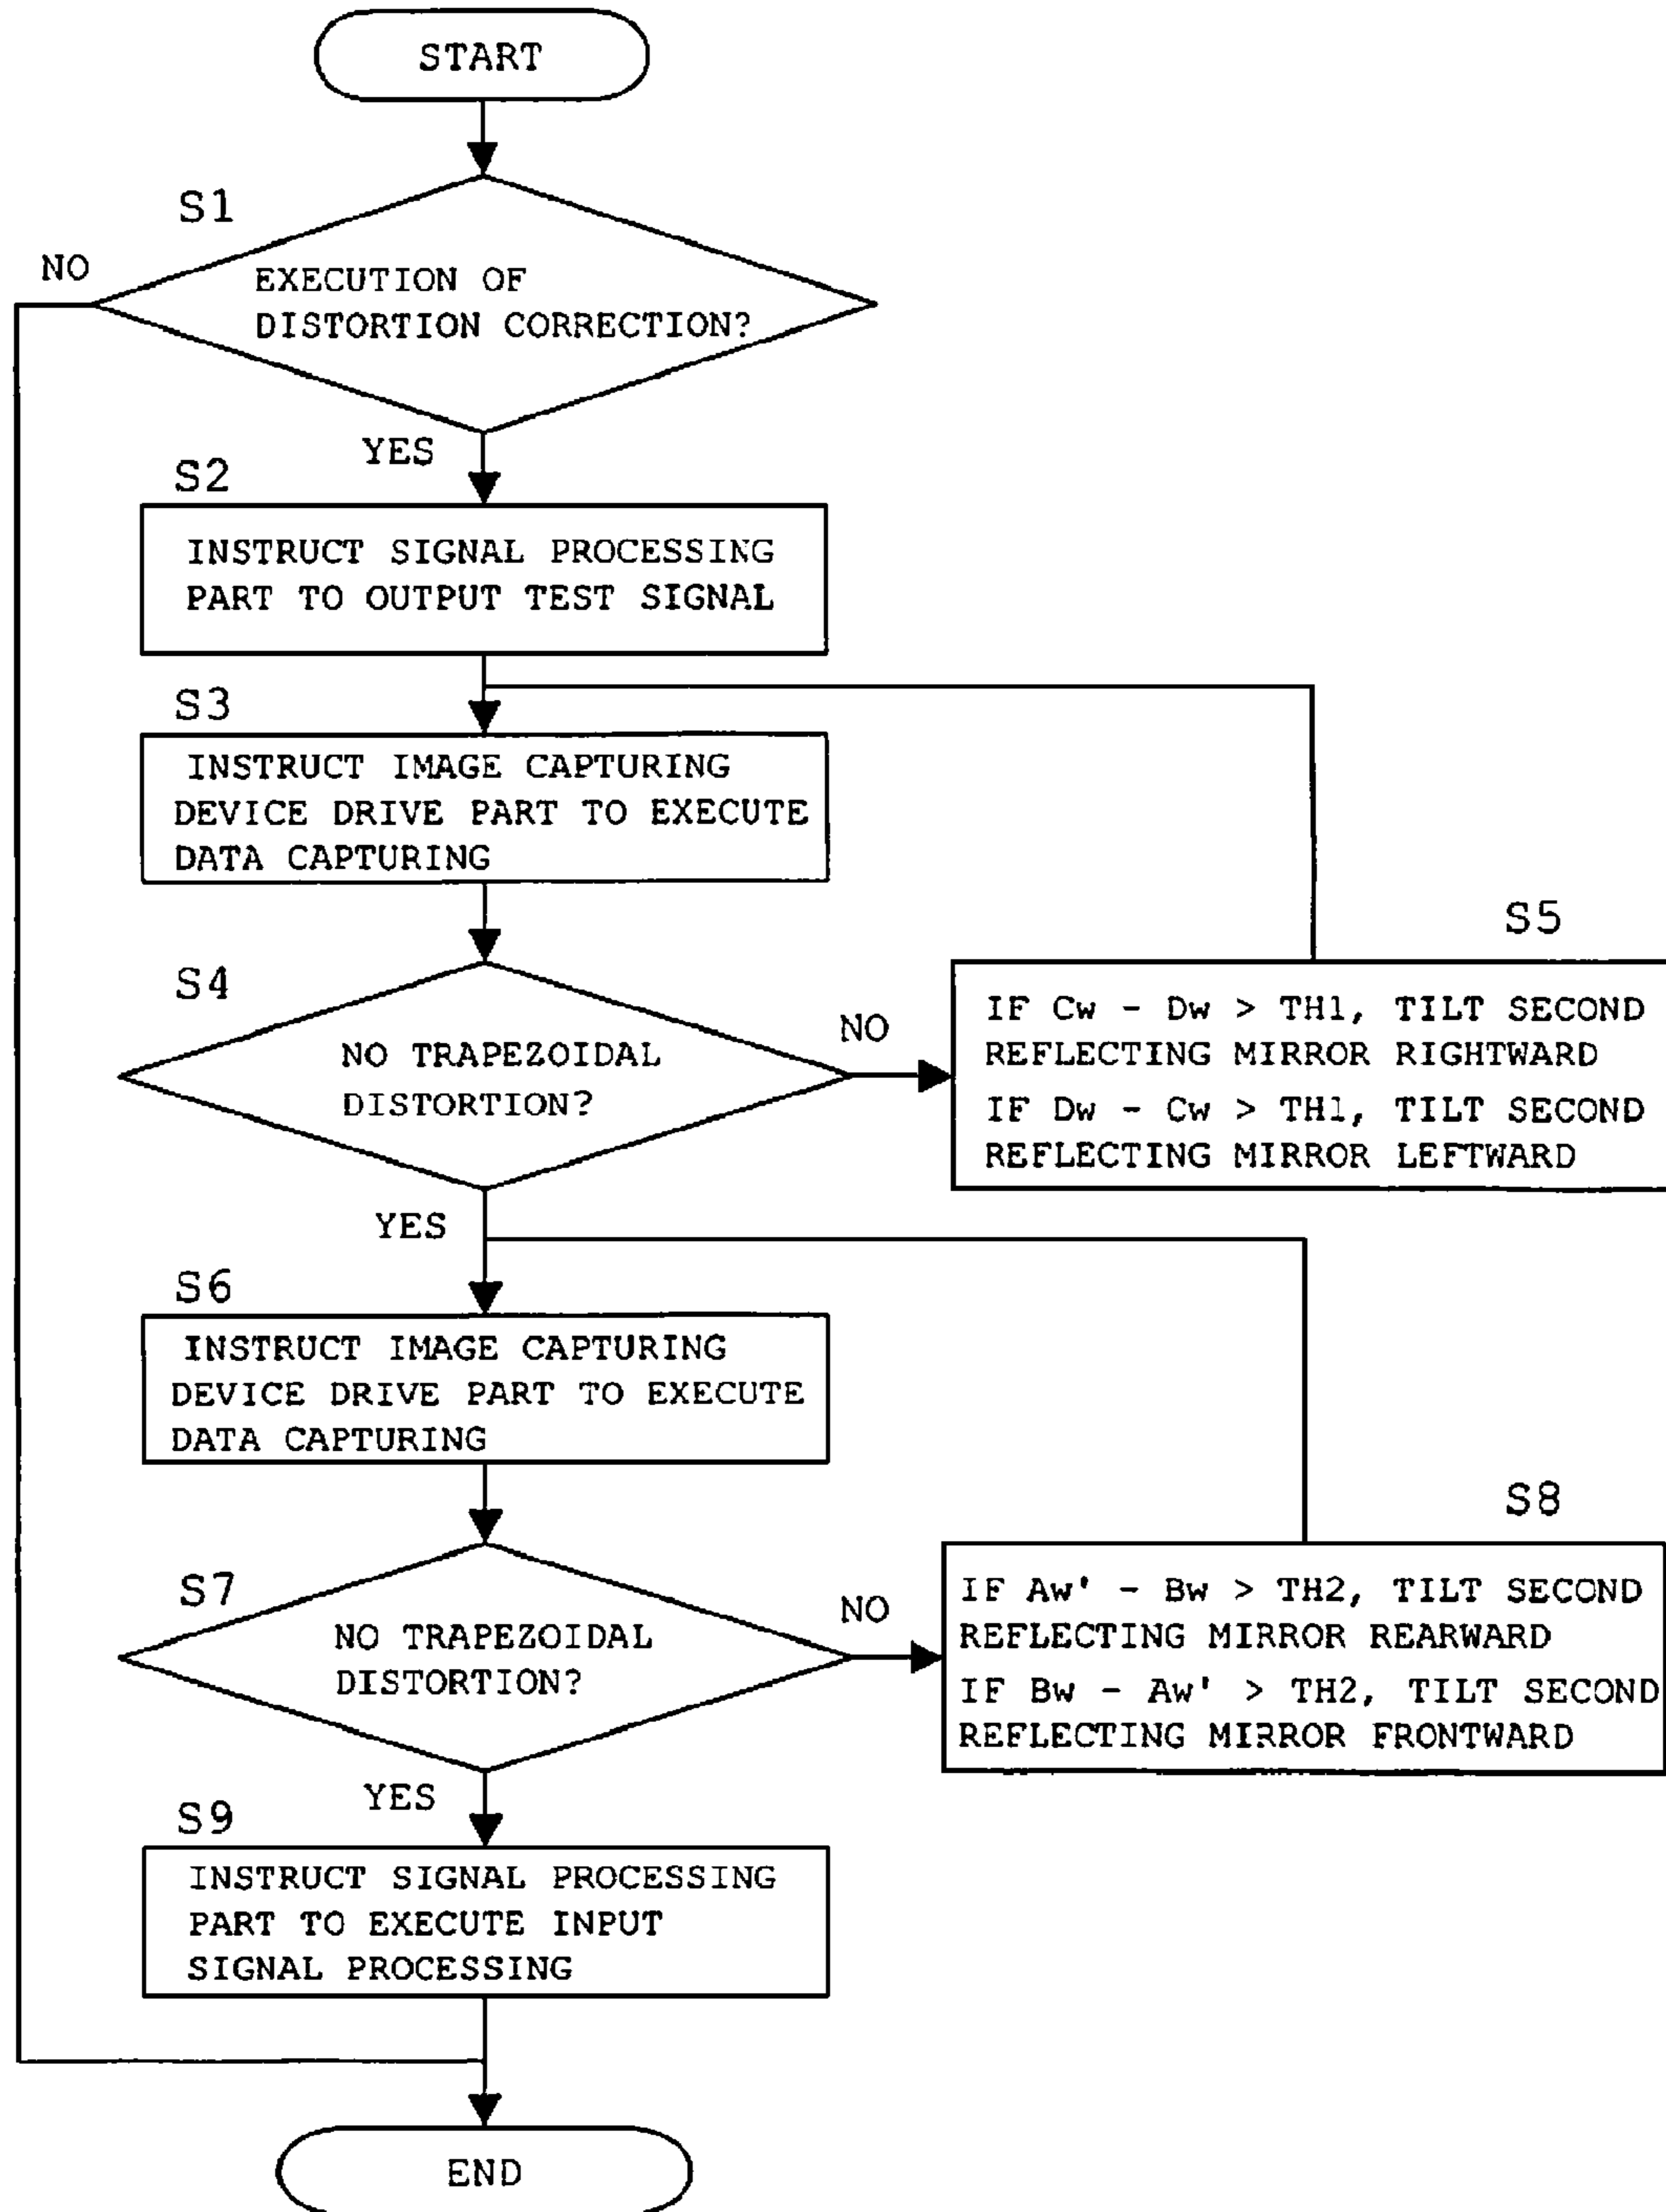 START
S1
NO
EXECUTION OF
DISTORTION CORRECTION?
YES
S2
INSTRUCT SIGNAL PROCESSING
PART TO OUTPUT TEST SIGNAL
S3
INSTRUCT IMAGE CAPTURING
DEVICE DRIVE PART TO EXECUTE
DATA CAPTURING
S4
NO TRAPEZOIDAL
DISTORTION?
NO
S5
IF Cw - Dw > TH1, TILT SECOND
REFLECTING MIRROR RIGHTWARD
IF Dw - Cw > TH1, TILT SECOND
REFLECTING MIRROR LEFTWARD
YES
S6
INSTRUCT IMAGE CAPTURING
DEVICE DRIVE PART TO EXECUTE
DATA CAPTURING
S7
NO TRAPEZOIDAL
DISTORTION?
NO
S8
IF Aw' - Bw > TH2, TILT SECOND
REFLECTING MIRROR REARWARD
IF Bw - Aw' > TH2, TILT SECOND
REFLECTING MIRROR FRONTWARD
YES
S9
INSTRUCT SIGNAL PROCESSING
PART TO EXECUTE INPUT
SIGNAL PROCESSING
END